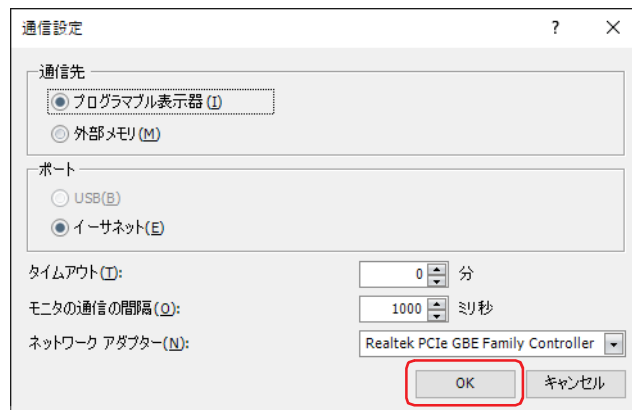 通信設定 ?
通信先
プログラマブル表示器(I)
外部メモリ(M)
ポート
USB(B)
イーサネット(E)
タイムアウト(T): 0 分
モニタの通信の間隔(O): 1000 ミリ秒
ネットワーク アダプター(N): Realtek PCIe GBE Family Controller
OK キャンセル